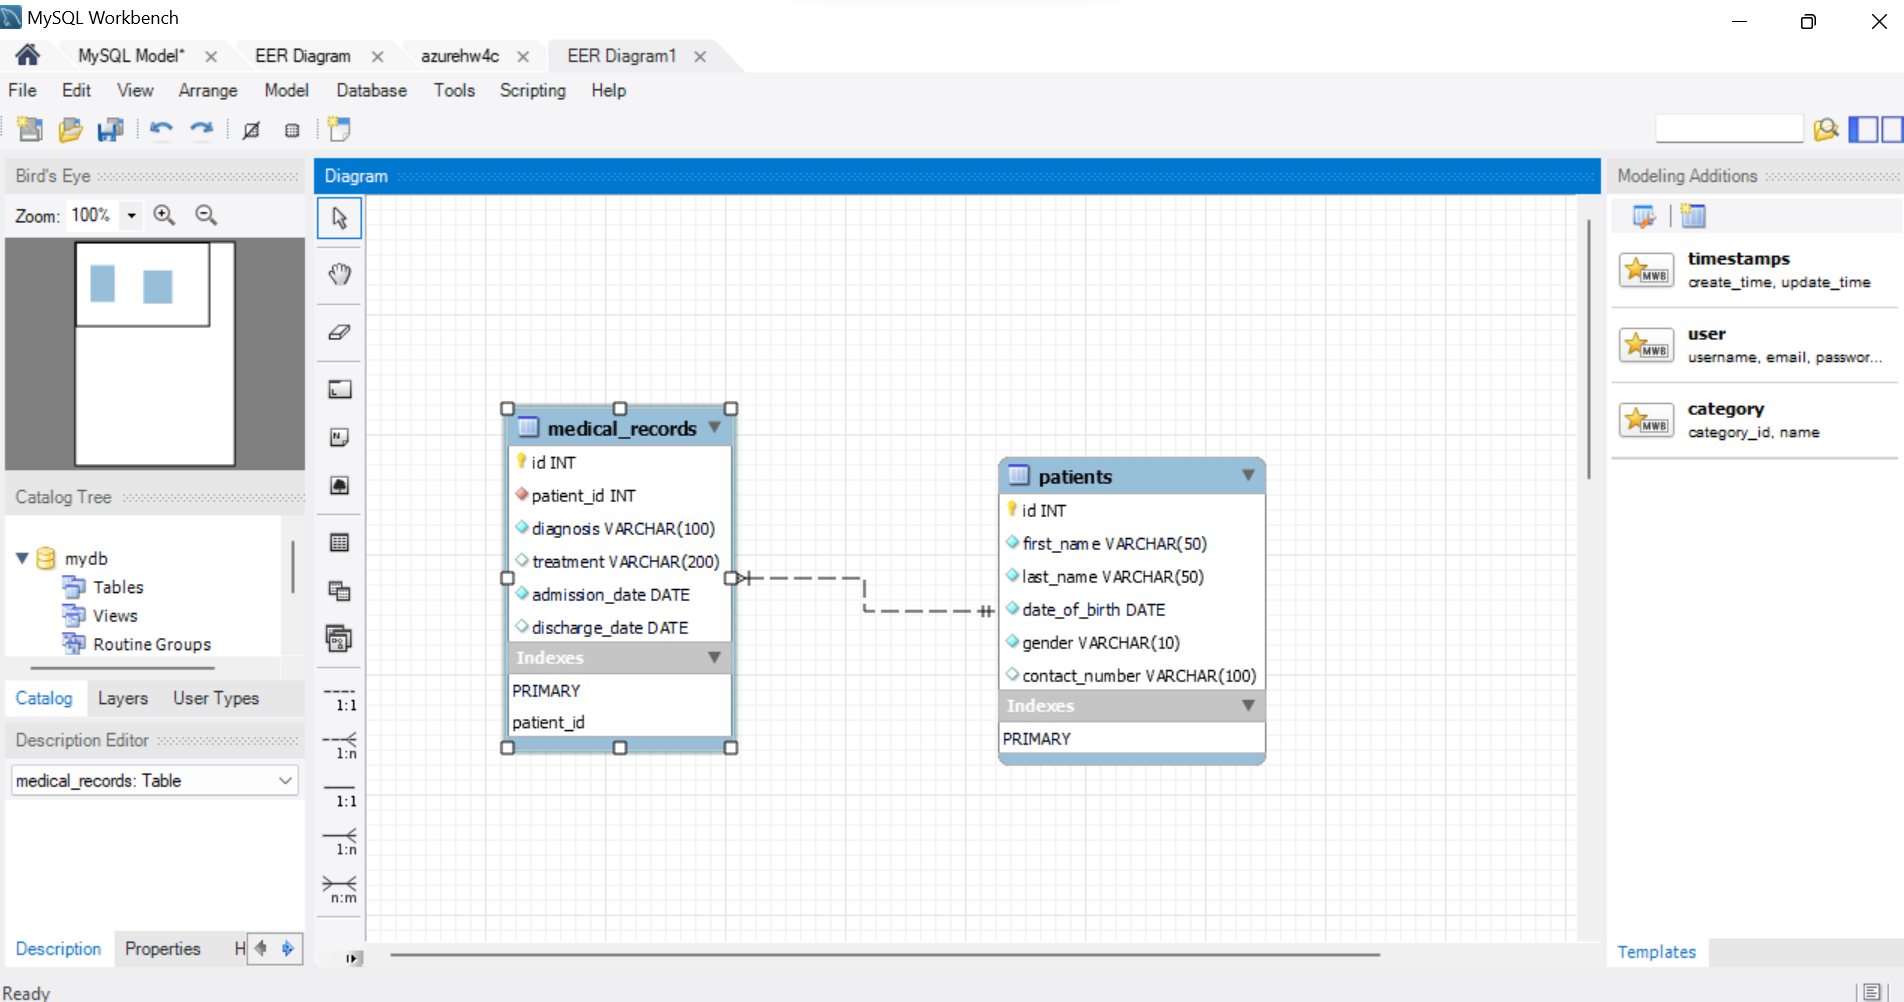 MySQL Workbench
MySQL Model*
EER Diagram
azurehw4c
EER Diagram1
File Edit View Arrange Model Database Tools Scripting Help
Bird's Eye
Zoom: 100%
Catalog Tree
mydb
Tables
Views
Routine Groups
Catalog Layers User Types
Description Editor
medical_records: Table
Description Properties H
Ready
Diagram
1:1
1:n
1:1
1:n
n:m
medical_records
id INT
patient_id INT
diagnosis VARCHAR(100)
treatment VARCHAR(200)
admission_date DATE
discharge_date DATE
Indexes
PRIMARY
patient_id
patients
id INT
first_name VARCHAR(50)
last_name VARCHAR(50)
date_of_birth DATE
gender VARCHAR(10)
contact_number VARCHAR(100)
Indexes
PRIMARY
Modeling Additions
MWB
timestamps
create_time, update_time
MWB
user
username, email, passwor...
MWB
category
category_id, name
Templates